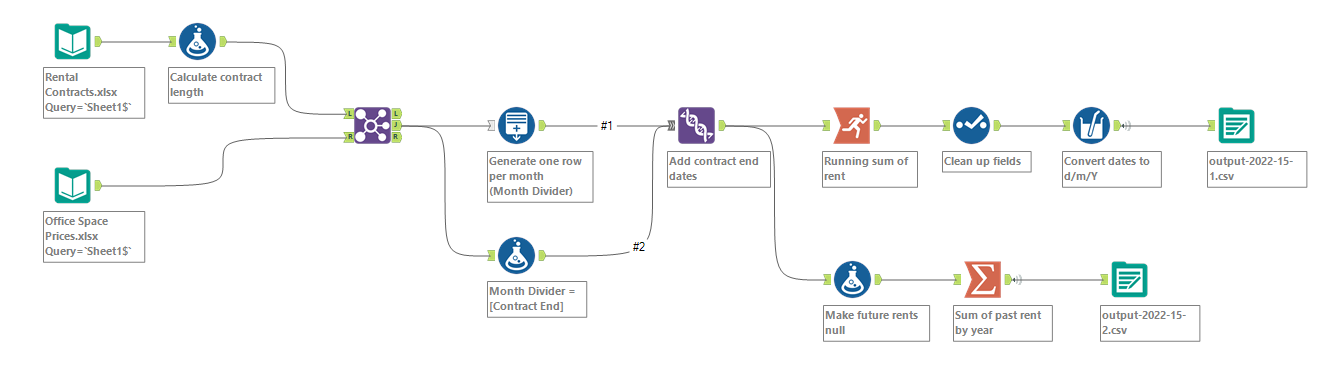 Rental
Contracts.xlsx
Query=`Sheet1$`
Calculate contract
length
L
R
L
J
R
Office Space
Prices.xlsx
Query=`Sheet1$`
#1
Generate one row
per month
(Month Divider)
#2
Month Divider =
[Contract End]
Add contract end
dates
Running sum of
rent
Clean up fields
Convert dates to
d/m/Y
output-2022-15-
1.csv
Make future rents
null
Sum of past rent
by year
output-2022-15-
2.csv